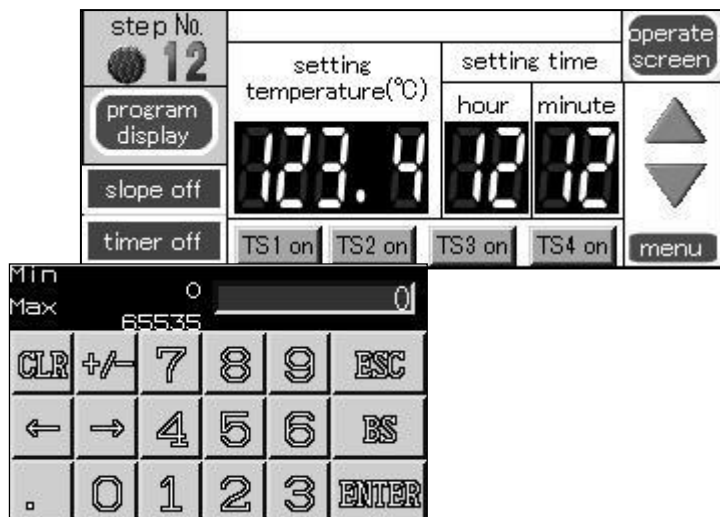 step No.
12
program
display
slope off
timer off
setting
temperature(℃)
123.4
setting time
hour minute
12 12
TS1 on TS2 on TS3 on TS4 on
operate
screen
menu
Min 0
Max 65535
0
CLR +/- 7 8 9 ESC
← → 4 5 6 BS
. 0 1 2 3 ENTER